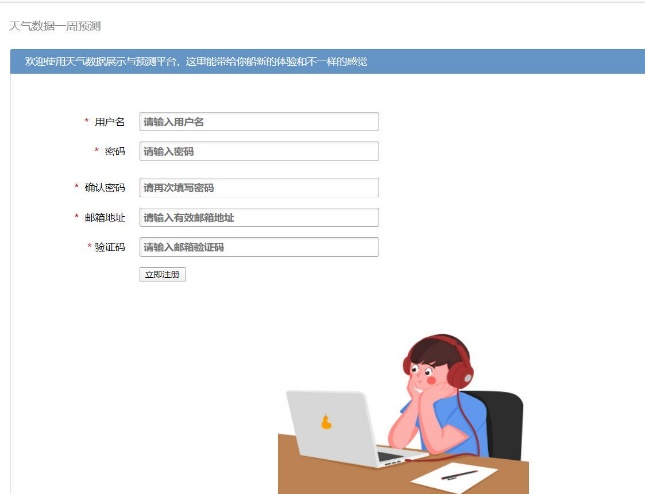 天气数据一周预测
欢迎使用天气数据展示与预测平台，这里能带给你船新的体验和不一样的感觉
* 用户名 请输入用户名
* 密码 请输入密码
* 确认密码 请再次填写密码
* 邮箱地址 请输入有效邮箱地址
* 验证码 请输入邮箱验证码
立即注册